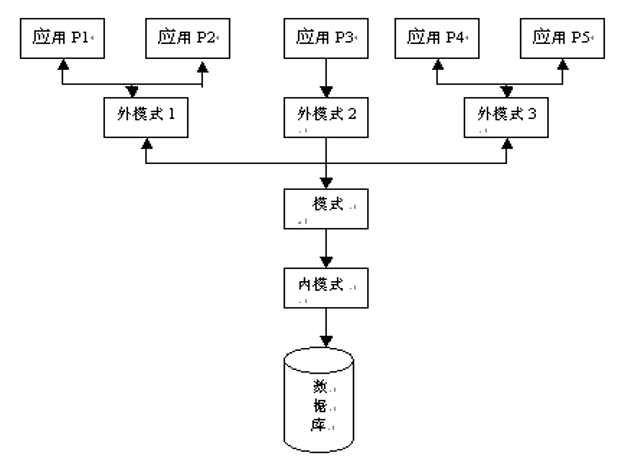 应用 P1
应用 P2
应用 P3
应用 P4
应用 P5
外模式 1
外模式 2
外模式 3
模式
内模式
数
据
库